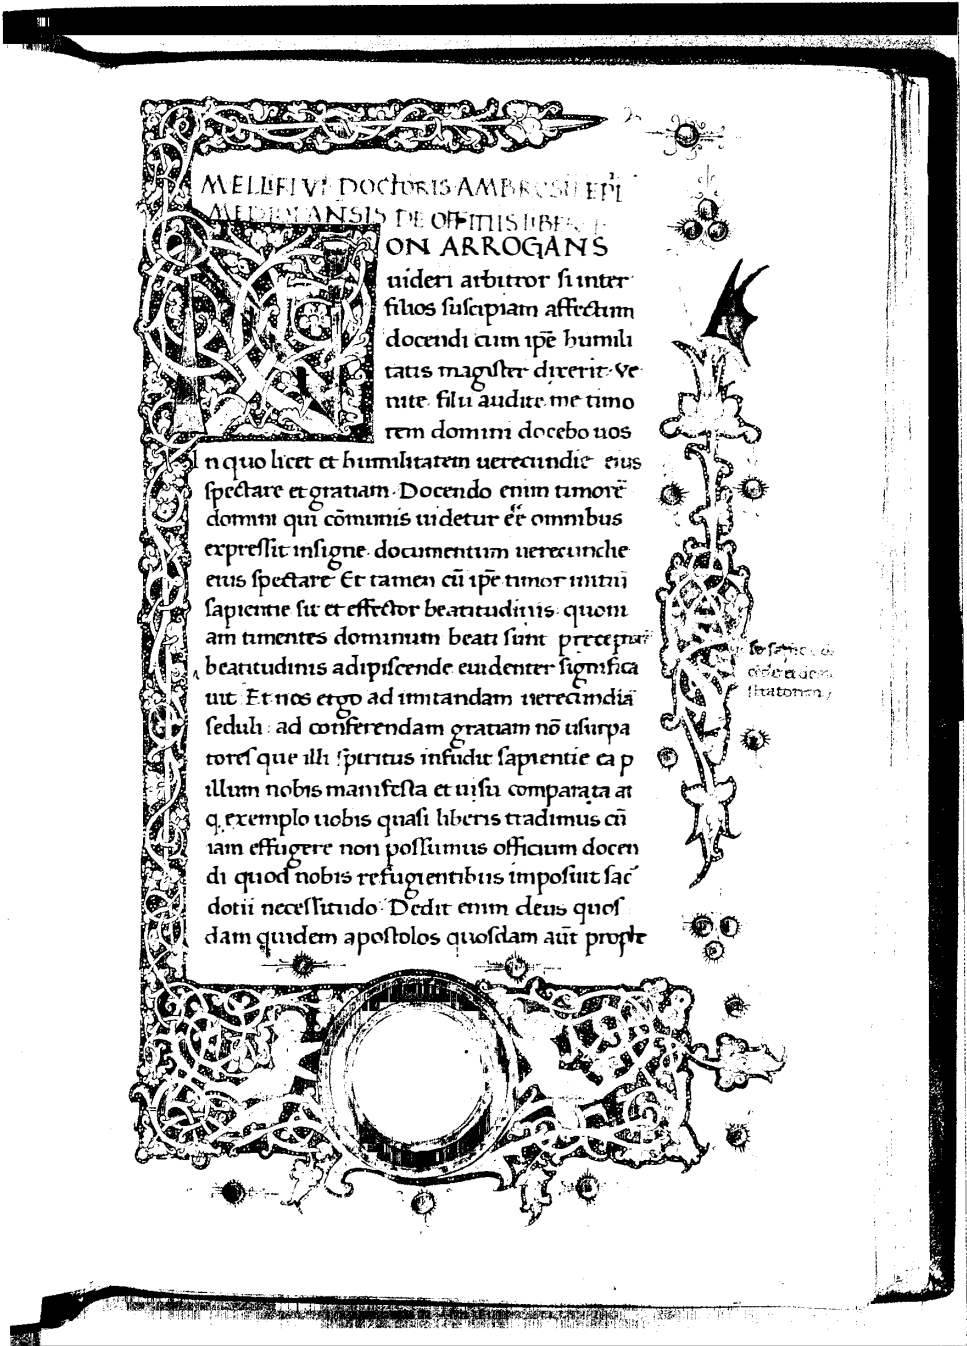 MELLIFLVI DOCTORIS AMBROSII EPI
MEDIOLANSIS DE OFFITIIS LIBER
NON ARROGANS
uideri arbitror si inter
filios suscipiam affectum
docendi cum ipē humili
tatis magister dixerit. Ve
nite filii audite me timo
rem domini docebo uos
In quo licet et humilitatem uerecundie eius
spectare et gratiam. Docendo enim timorē
domini qui cōmunis uidetur eē omnibus
expressit insigne documentum uerecundie
eius spectare Et tamen cū ipē timor initiū
sapientie sit et effector beatitudinis quoni
am timentes dominum beati sunt preceptorē
beatitudinis adipiscende euidenter significa
uit Et nos ergo ad imitandam uerecundiā
seduli ad conferendam gratiam nō usurpa
tores que illi spiritus infudit sapientie ea p
illum nobis manifesta et uisu comparata at
q exemplo uobis quasi liberis tradimus cū
iam effugere non possumus officium docen
di quod nobis refugientibus imposuit sac
dotii necessitudo. Dedit enim deus quos
dam quidem apostolos quosdam aūt prophe